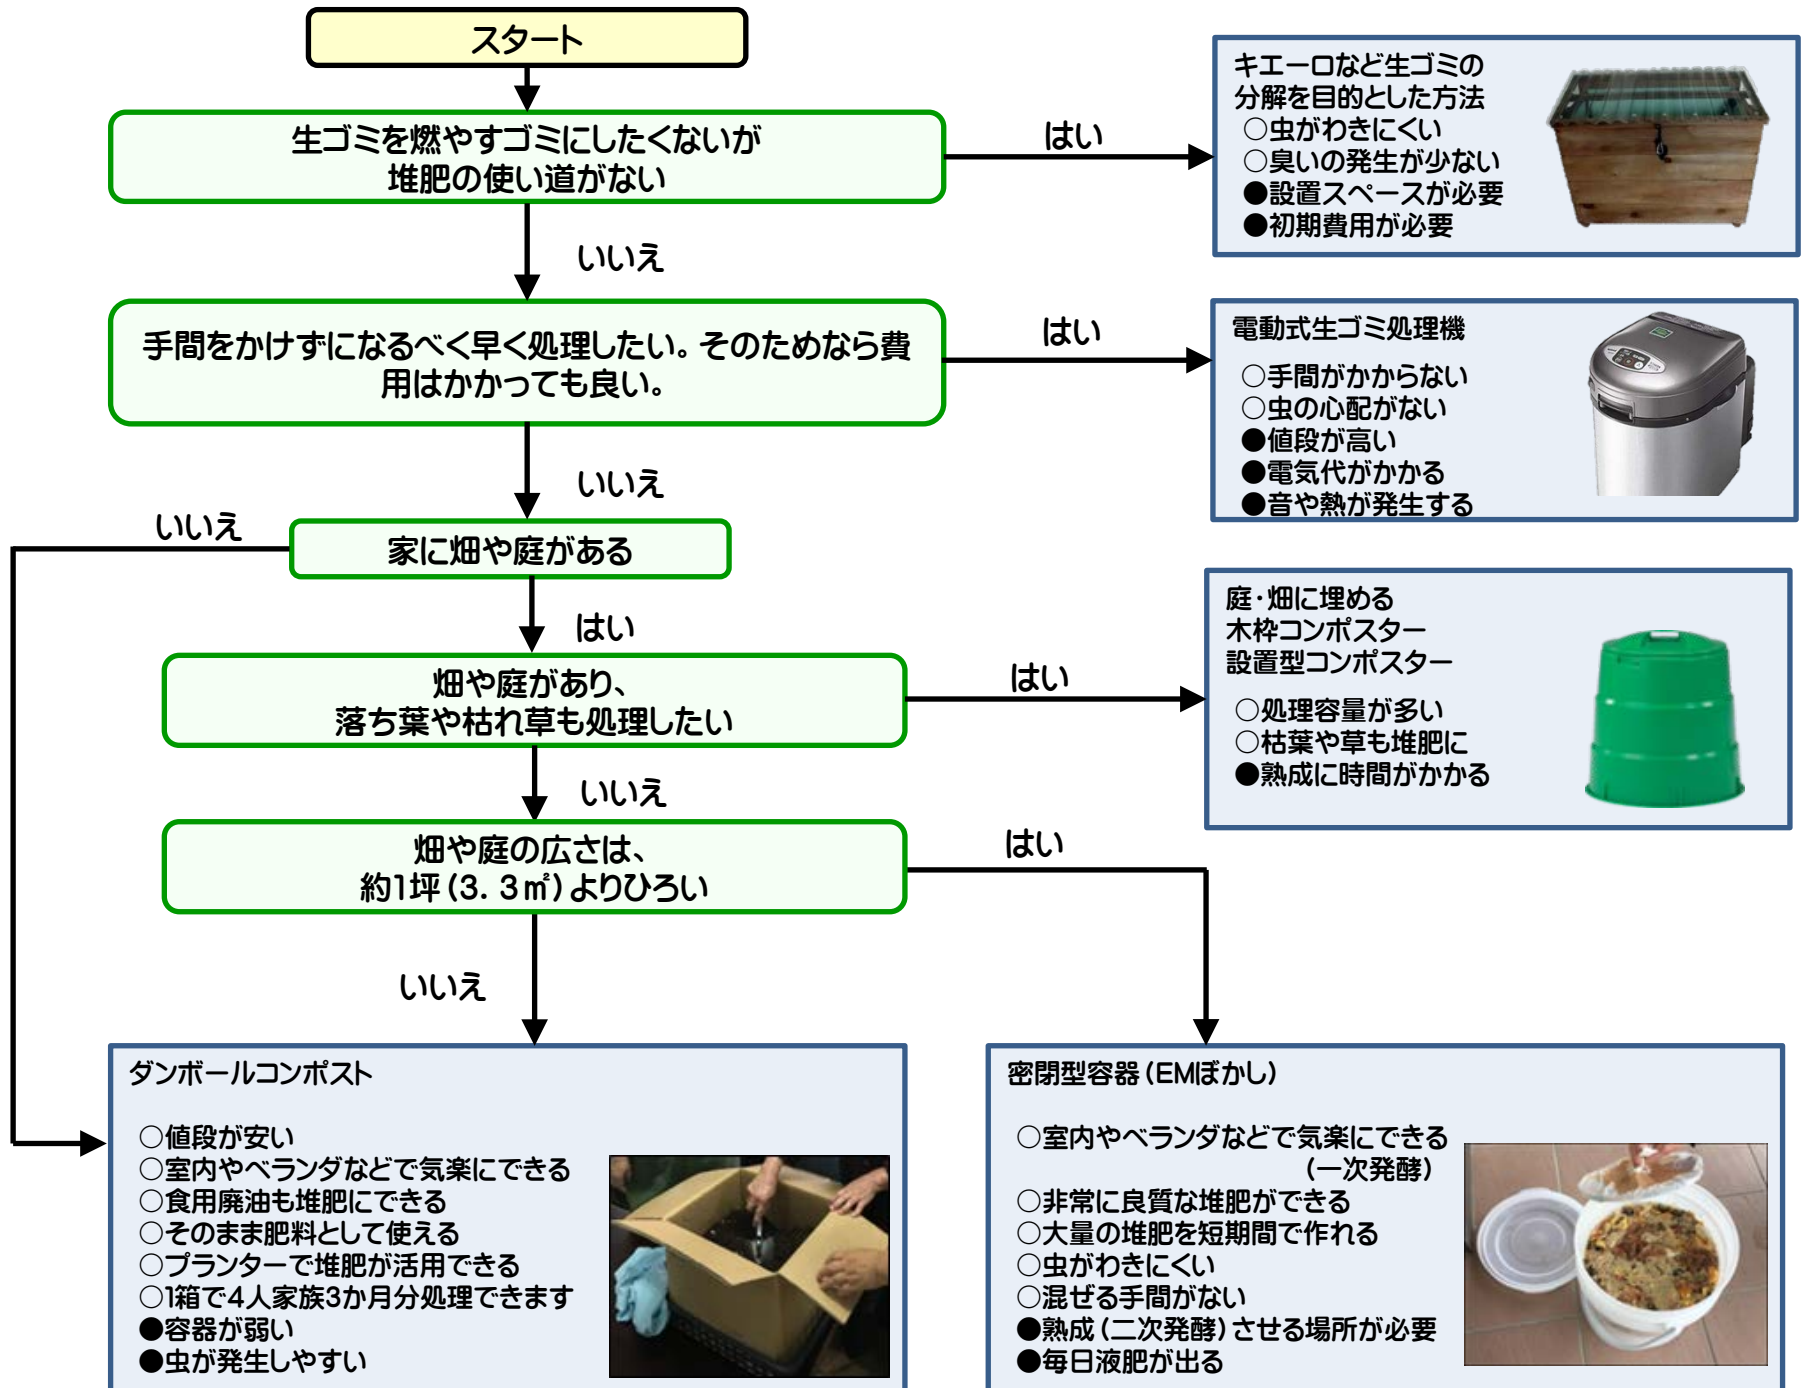 スタート
生ゴミを燃やすゴミにしたくないが
堆肥の使い道がない
はい
キエーロなど生ゴミの
分解を目的とした方法
○虫がわきにくい
○臭いの発生が少ない
●設置スペースが必要
●初期費用が必要
いいえ
手間をかけずになるべく早く処理したい。そのためなら費
用はかかっても良い。
はい
電動式生ゴミ処理機
○手間がかからない
○虫の心配がない
●値段が高い
●電気代がかかる
●音や熱が発生する
いいえ
いいえ
家に畑や庭がある
はい
畑や庭があり、
落ち葉や枯れ草も処理したい
はい
庭・畑に埋める
木枠コンポスター
設置型コンポスター
○処理容量が多い
○枯葉や草も堆肥に
●熟成に時間がかかる
いいえ
畑や庭の広さは、
約1坪(3.3㎡)よりひろい
はい
いいえ
ダンボールコンポスト
○値段が安い
○室内やベランダなどで気楽にできる
○食用廃油も堆肥にできる
○そのまま肥料として使える
○プランターで堆肥が活用できる
○1箱で4人家族3か月分処理できます
●容器が弱い
●虫が発生しやすい
密閉型容器(EMぼかし)
○室内やベランダなどで気楽にできる
(一次発酵)
○非常に良質な堆肥ができる
○大量の堆肥を短期間で作れる
○虫がわきにくい
○混ぜる手間がない
●熟成(二次発酵)させる場所が必要
●毎日液肥が出る